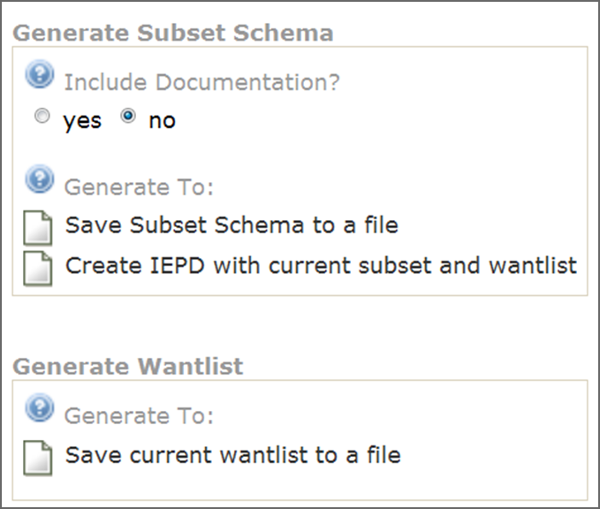 Generate Subset Schema
Include Documentation?
yes no
Generate To:
Save Subset Schema to a file
Create IEPD with current subset and wantlist
Generate Wantlist
Generate To:
Save current wantlist to a file